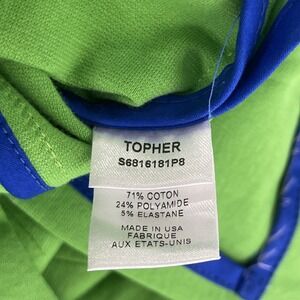 TOPHER
S6816181P8
71% COTON
24% POLYAMIDE
5% ELASTANE
MADE IN USA
FABRIQUE
AUX ETATS-UNIS